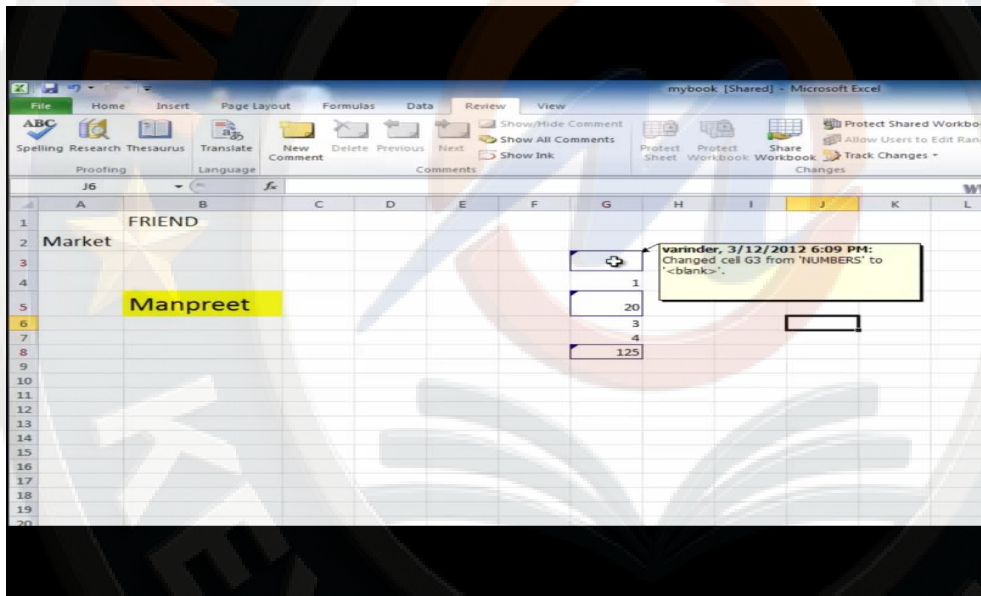 mybook [Shared] - Microsoft Excel
File Home Insert Page Layout Formulas Data Review View
ABC Spelling Research Thesaurus Translate New Comment Delete Previous Next Show/Hide Comment Show All Comments Show Ink Protect Sheet Protect Workbook Share Workbook Protect Shared Workbo Allow Users to Edit Ran Track Changes
Proofing Language Comments Changes
J6 fx
A B C D E F G H I J K L
1 FRIEND
2 Market
3
4 1
5 Manpreet 20
6 3
7 4
8 125
9
10
11
12
13
14
15
16
17
18
19
20
varinder, 3/12/2012 6:09 PM:
Changed cell G3 from 'NUMBERS' to
'<blank>'.